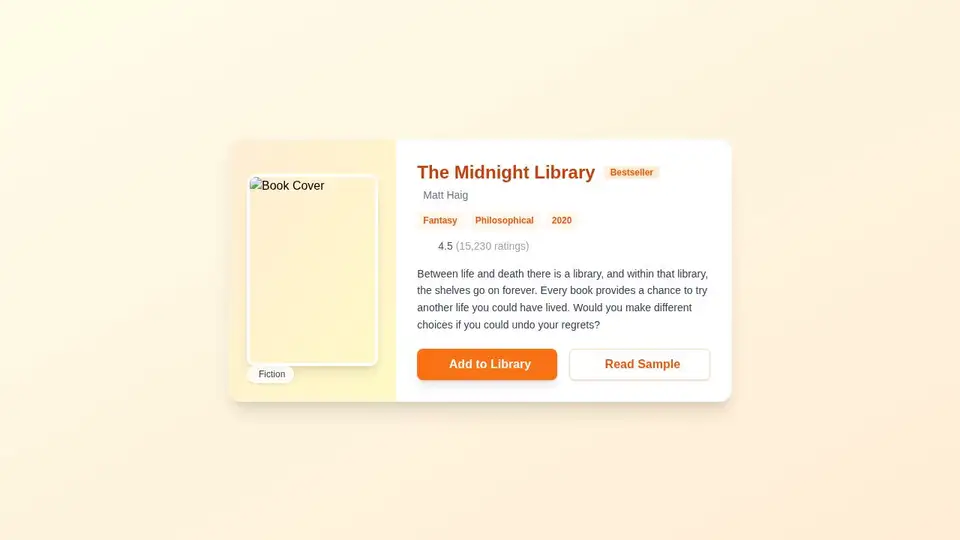 Book Cover
Fiction
The Midnight Library
Bestseller
Matt Haig
Fantasy
Philosophical
2020
4.5 (15,230 ratings)
Between life and death there is a library, and within that library,
the shelves go on forever. Every book provides a chance to try
another life you could have lived. Would you make different
choices if you could undo your regrets?
Add to Library
Read Sample